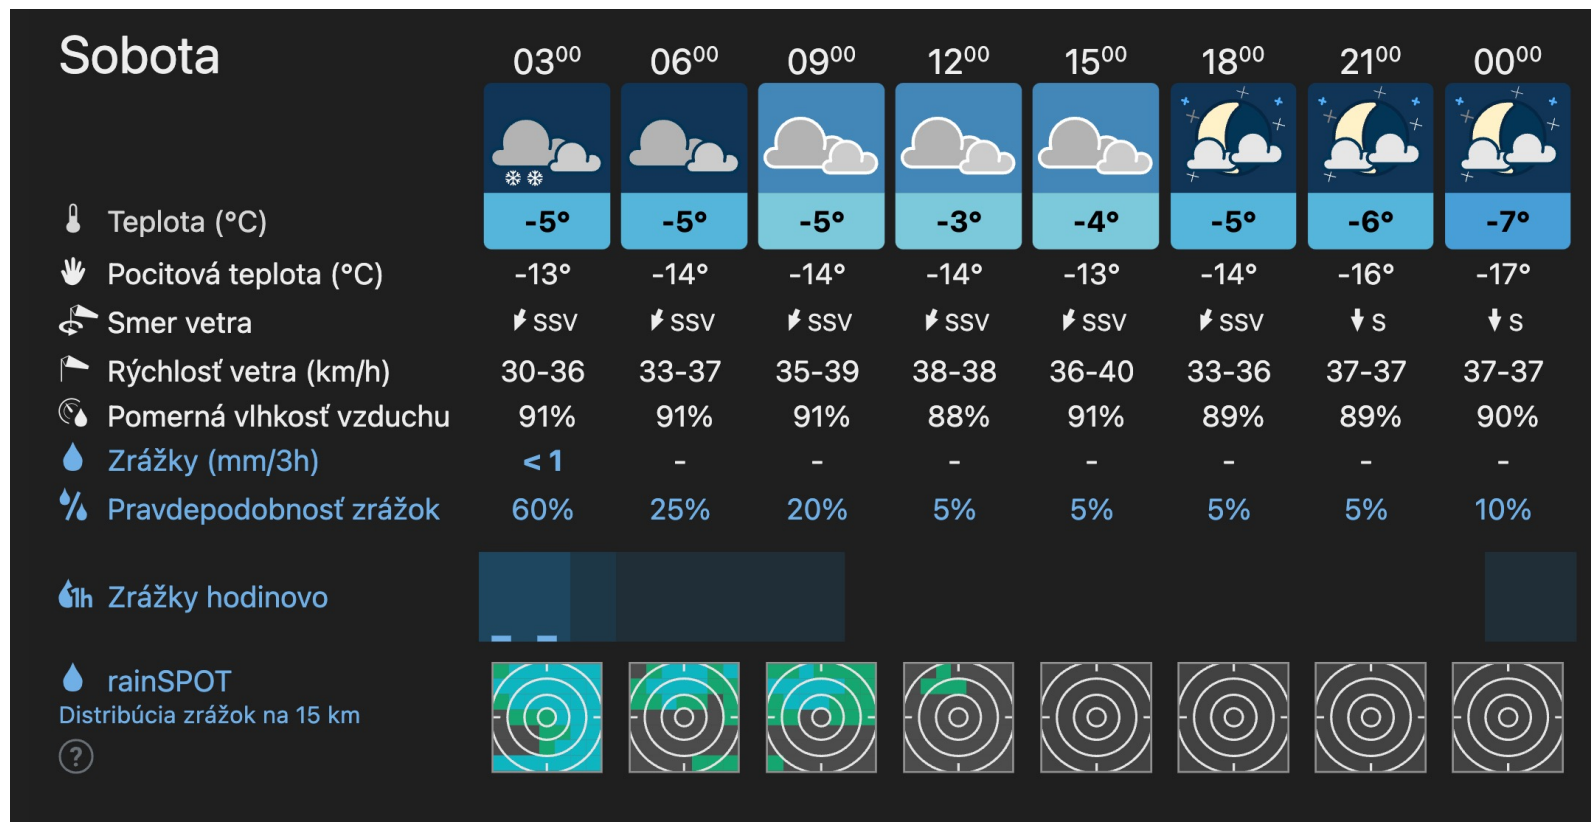 Sobota 03⁰⁰ 06⁰⁰ 09⁰⁰ 12⁰⁰ 15⁰⁰ 18⁰⁰ 21⁰⁰ 00⁰⁰
Teplota (°C) -5° -5° -5° -3° -4° -5° -6° -7°
Pocitová teplota (°C) -13° -14° -14° -14° -13° -14° -16° -17°
Smer vetra SSV SSV SSV SSV SSV SSV S S
Rýchlosť vetra (km/h) 30-36 33-37 35-39 38-38 36-40 33-36 37-37 37-37
Pomerná vlhkosť vzduchu 91% 91% 91% 88% 91% 89% 89% 90%
Zrážky (mm/3h) < 1 - - - - - - -
Pravdepodobnosť zrážok 60% 25% 20% 5% 5% 5% 5% 10%
1h Zrážky hodinovo
rainSPOT
Distribúcia zrážok na 15 km
?